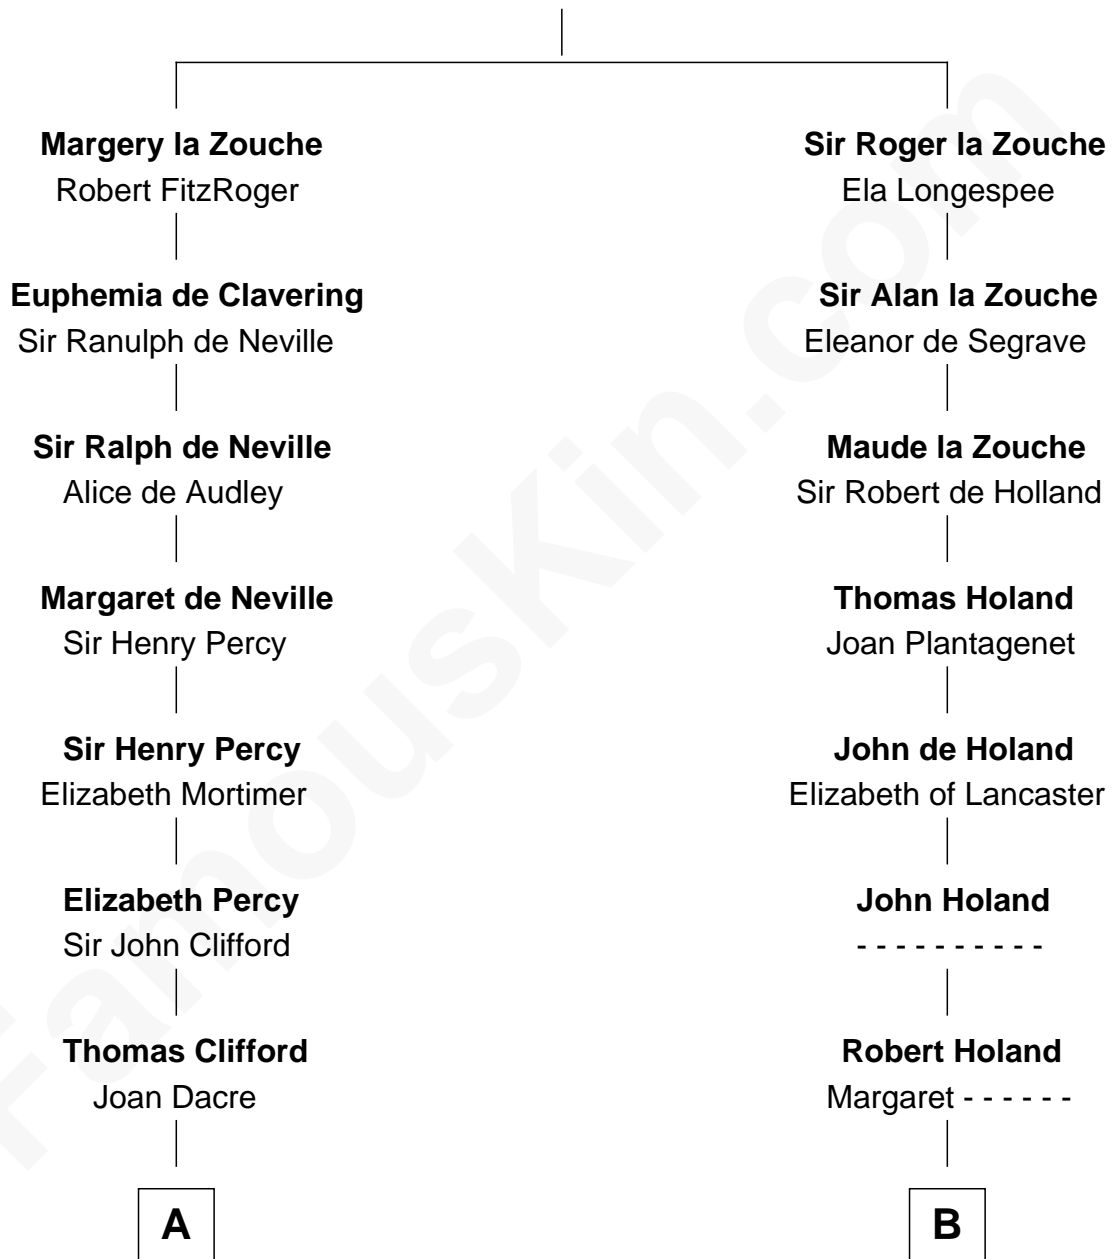 Margery la Zouche
Robert FitzRoger
Euphemia de Clavering
Sir Ranulph de Neville
Sir Ralph de Neville
Alice de Audley
Margaret de Neville
Sir Henry Percy
Sir Henry Percy
Elizabeth Mortimer
Elizabeth Percy
Sir John Clifford
Thomas Clifford
Joan Dacre
A
Sir Roger la Zouche
Ela Longespee
Sir Alan la Zouche
Eleanor de Segrave
Maude la Zouche
Sir Robert de Holland
Thomas Holand
Joan Plantagenet
John de Holand
Elizabeth of Lancaster
John Holand
- - - - - - - - - -
Robert Holand
Margaret - - - - - -
B
FamousKin.com